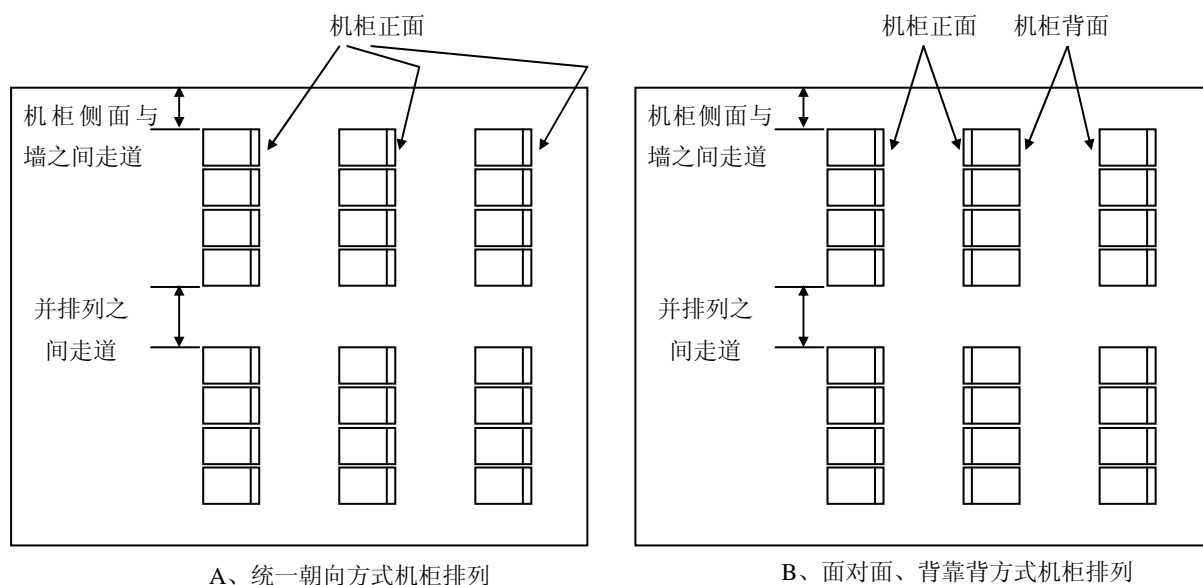 机柜正面
机柜侧面与
墙之间走道
并排列之
间走道
A、统一朝向方式机柜排列
机柜正面 机柜背面
机柜侧面与
墙之间走道
并排列之
间走道
B、面对面、背靠背方式机柜排列